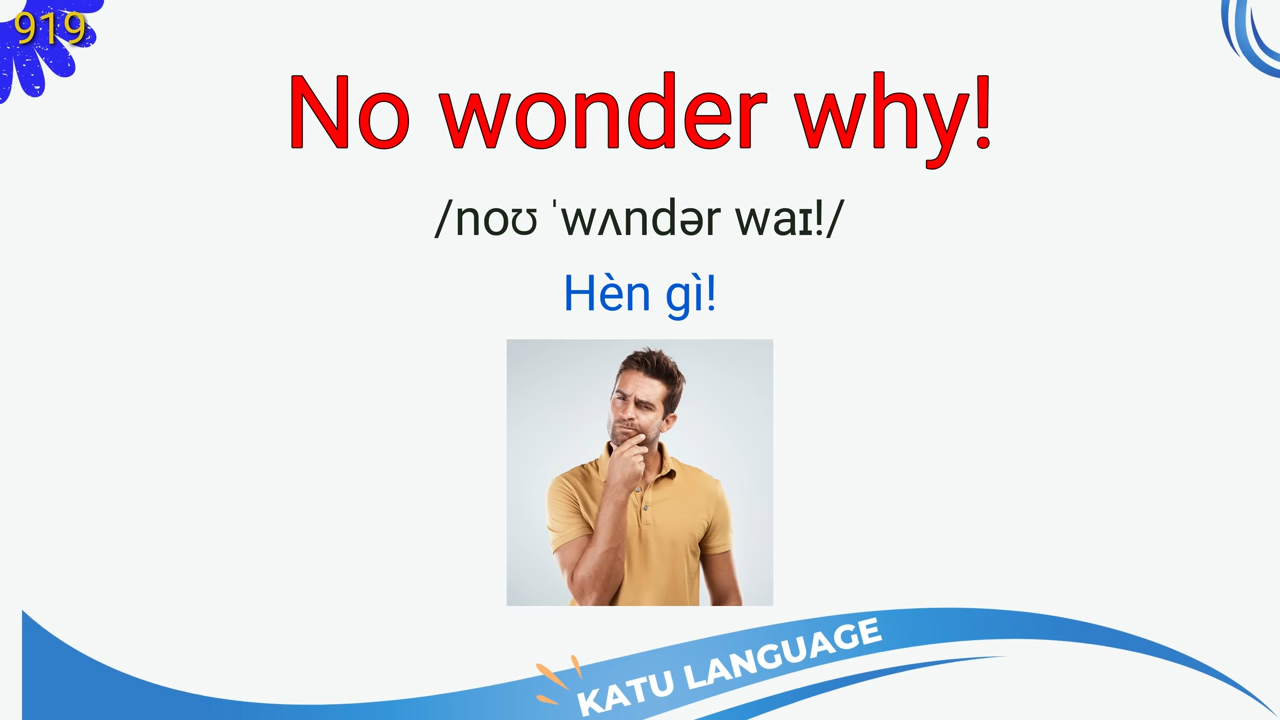 919
No wonder why!
/noʊ ˈwʌndər waɪ!/
Hèn gì!
KATU LANGUAGE